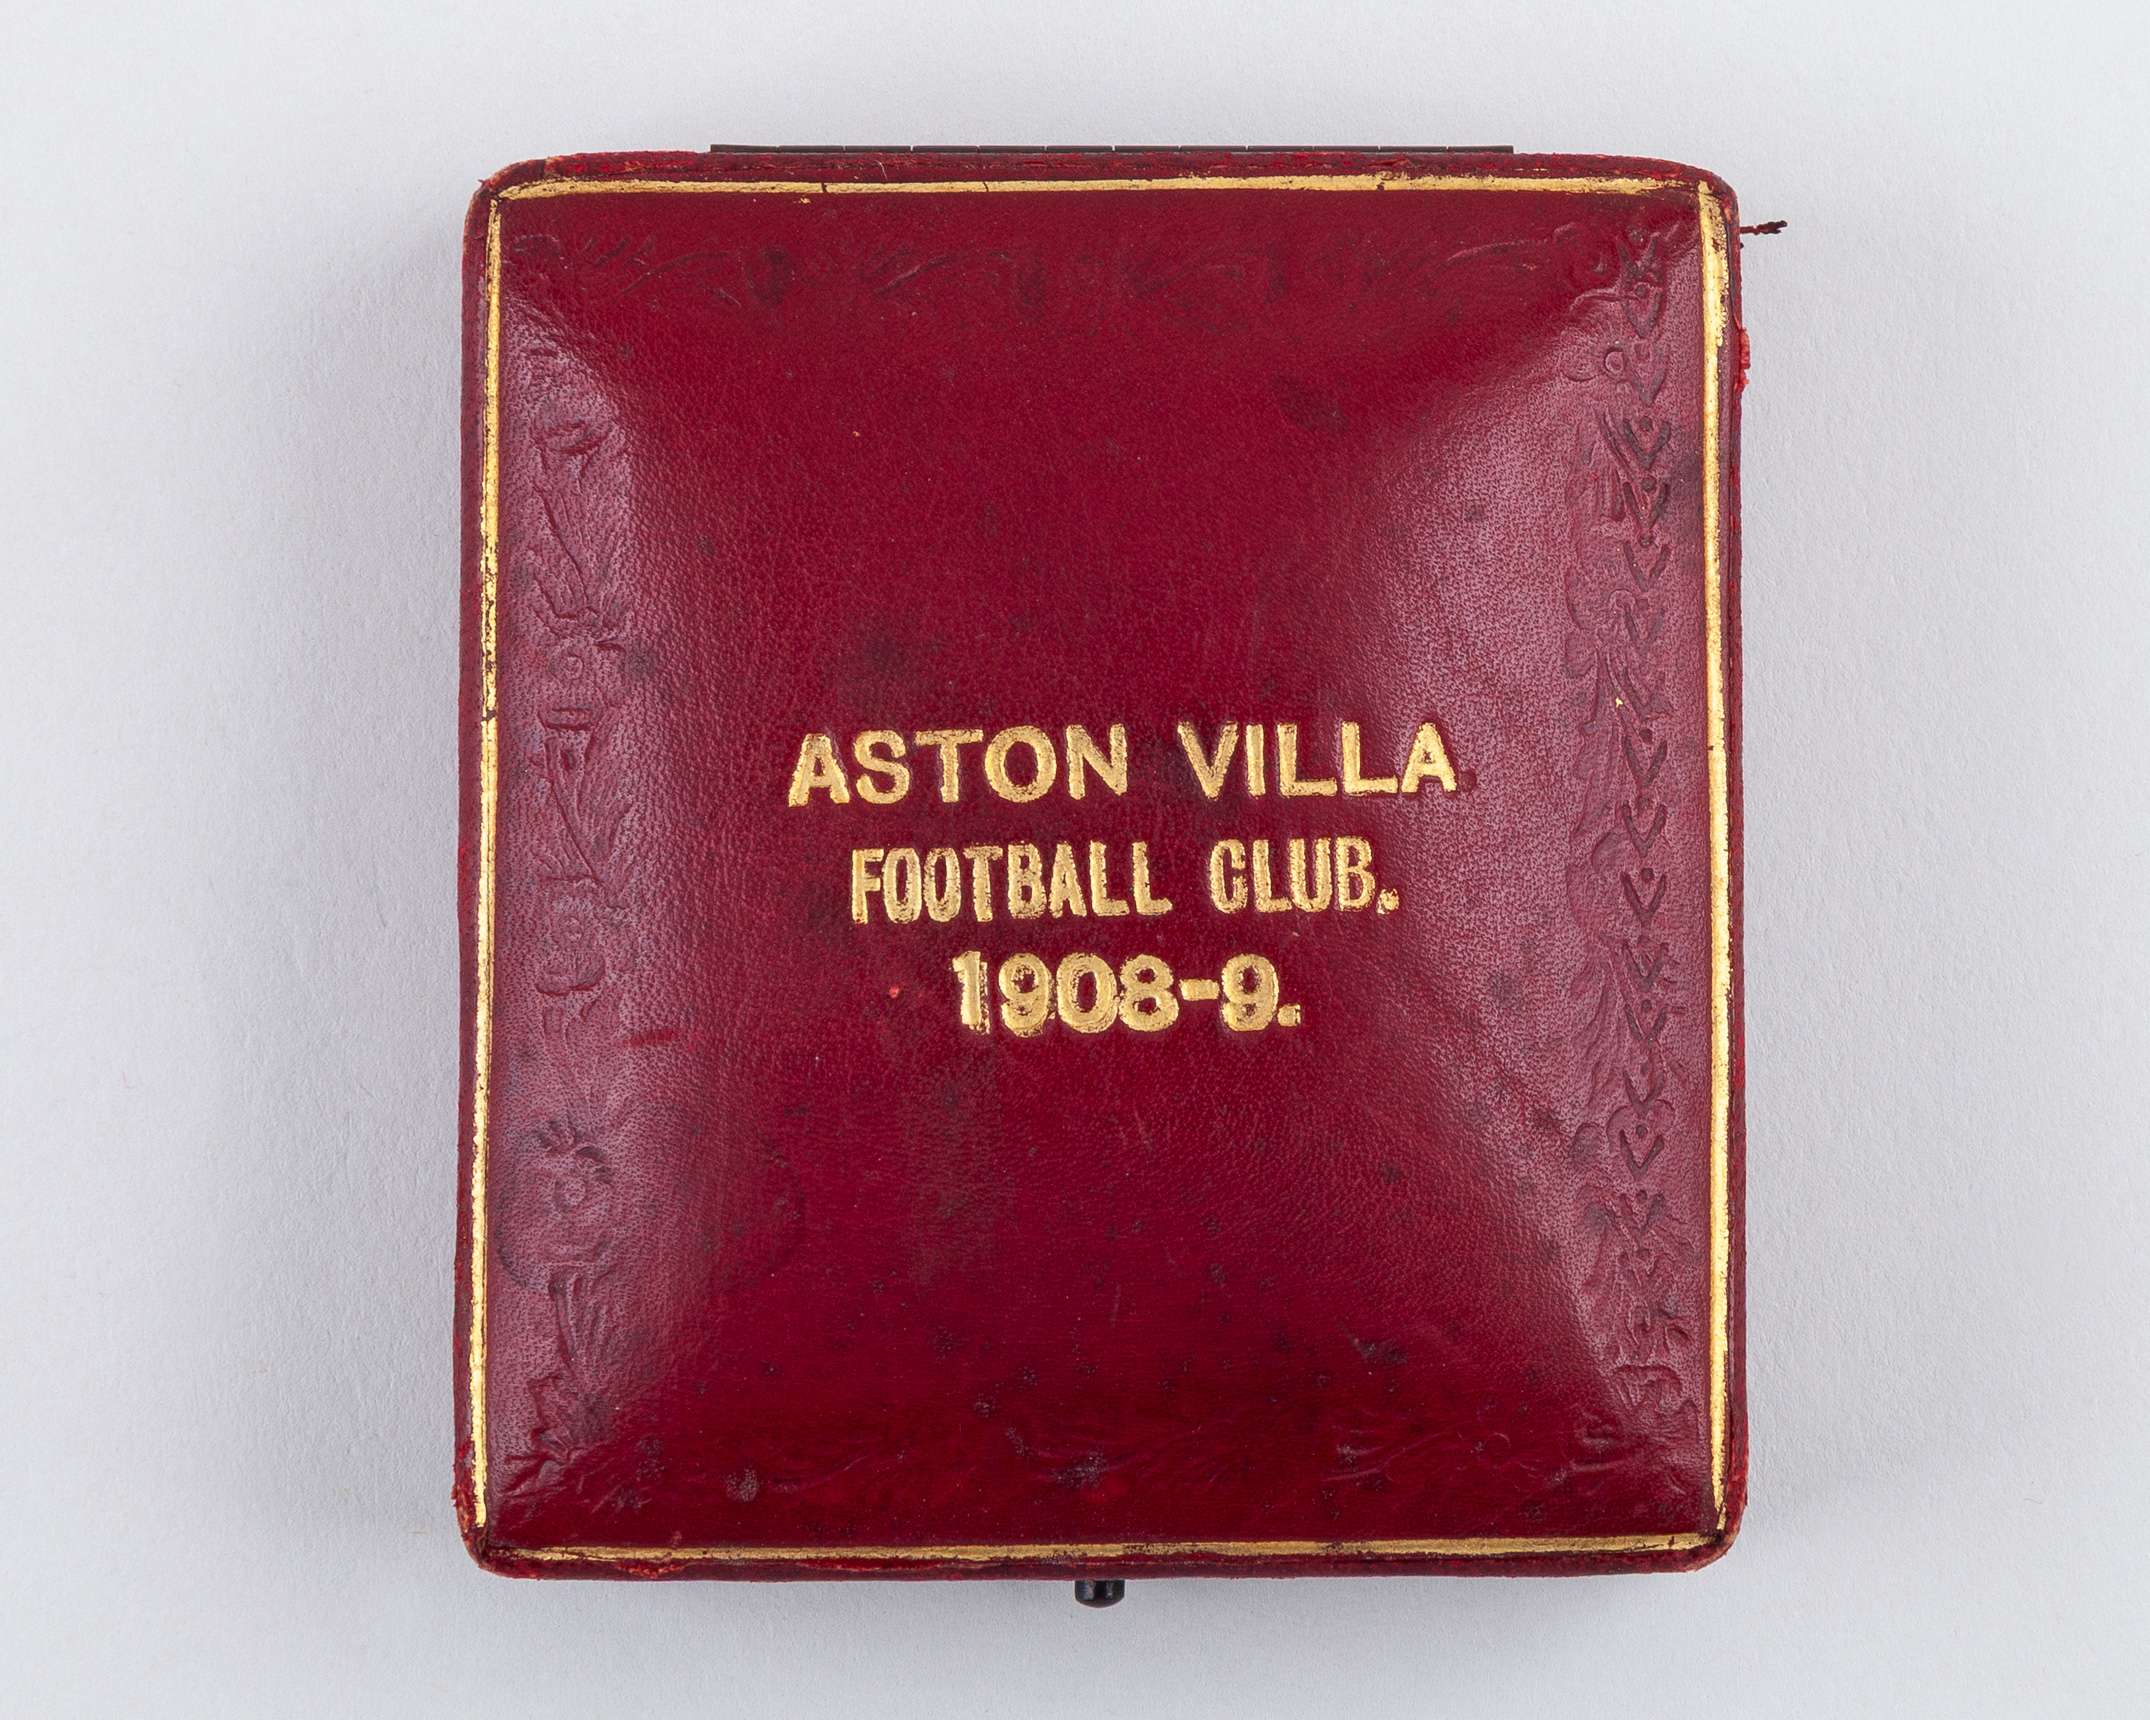 ASTON VILLA
FOOTBALL CLUB.
1908-9.